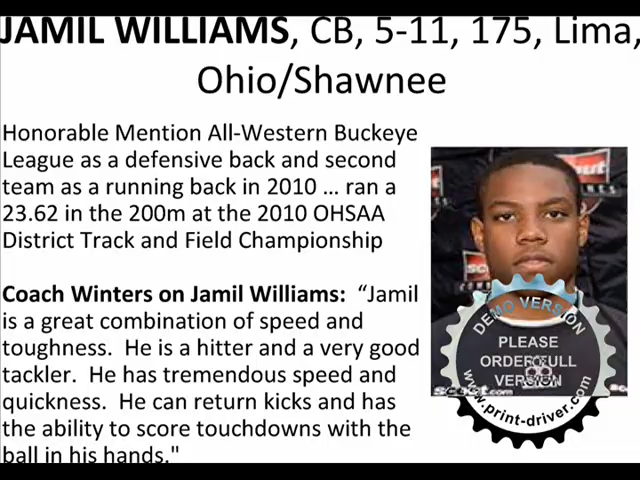 JAMIL WILLIAMS, CB, 5-11, 175, Lima,
Ohio/Shawnee
Honorable Mention All-Western Buckeye
League as a defensive back and second
team as a running back in 2010 … ran a
23.62 in the 200m at the 2010 OHSAA
District Track and Field Championship
Coach Winters on Jamil Williams: “Jamil
is a great combination of speed and
toughness. He is a hitter and a very good
tackler. He has tremendous speed and
quickness. He can return kicks and has
the ability to score touchdowns with the
ball in his hands."
DEMO VERSION
PLEASE
ORDER FULL
VERSION
www.print-driver.com